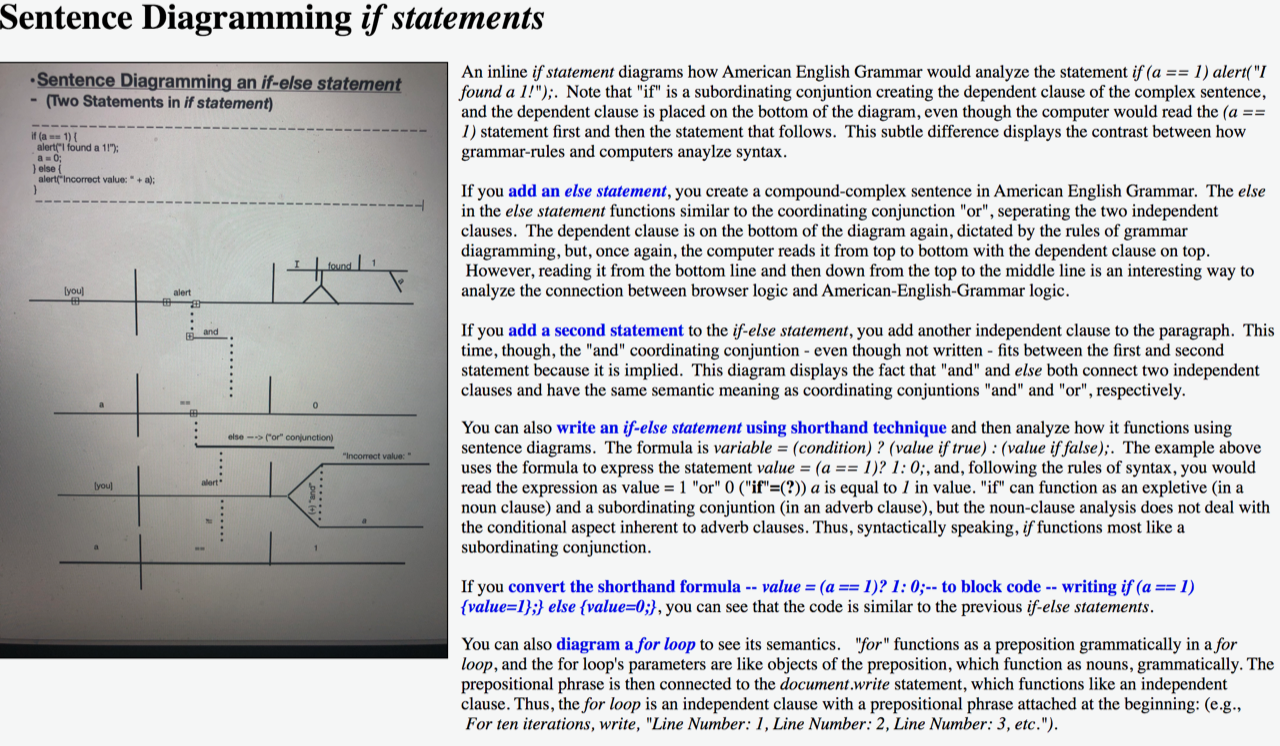 Sentence Diagramming if statements
•Sentence Diagramming an if-else statement
- (Two Statements in if statement)
if (a == 1) {
alert("I found a 1!");
a = 0;
} else {
alert("Incorrect value: " + a);
}
I found 1
a
[you] alert
and
a == 0
else ---> ("or" conjunction)
"Incorrect value: "
[you] alert
(+) "and"
if
a
a == 1
An inline if statement diagrams how American English Grammar would analyze the statement if (a == 1) alert("I
found a 1!");. Note that "if" is a subordinating conjuntion creating the dependent clause of the complex sentence,
and the dependent clause is placed on the bottom of the diagram, even though the computer would read the (a ==
1) statement first and then the statement that follows. This subtle difference displays the contrast between how
grammar-rules and computers anaylze syntax.
If you add an else statement, you create a compound-complex sentence in American English Grammar. The else
in the else statement functions similar to the coordinating conjunction "or", seperating the two independent
clauses. The dependent clause is on the bottom of the diagram again, dictated by the rules of grammar
diagramming, but, once again, the computer reads it from top to bottom with the dependent clause on top.
However, reading it from the bottom line and then down from the top to the middle line is an interesting way to
analyze the connection between browser logic and American-English-Grammar logic.
If you add a second statement to the if-else statement, you add another independent clause to the paragraph. This
time, though, the "and" coordinating conjuntion - even though not written - fits between the first and second
statement because it is implied. This diagram displays the fact that "and" and else both connect two independent
clauses and have the same semantic meaning as coordinating conjuntions "and" and "or", respectively.
You can also write an if-else statement using shorthand technique and then analyze how it functions using
sentence diagrams. The formula is variable = (condition) ? (value if true) : (value if false);. The example above
uses the formula to express the statement value = (a == 1)? 1: 0;, and, following the rules of syntax, you would
read the expression as value = 1 "or" 0 ("if"=(?)) a is equal to 1 in value. "if" can function as an expletive (in a
noun clause) and a subordinating conjuntion (in an adverb clause), but the noun-clause analysis does not deal with
the conditional aspect inherent to adverb clauses. Thus, syntactically speaking, if functions most like a
subordinating conjunction.
If you convert the shorthand formula -- value = (a == 1)? 1: 0;-- to block code -- writing if (a == 1)
{value=1};} else {value=0;}, you can see that the code is similar to the previous if-else statements.
You can also diagram a for loop to see its semantics. "for" functions as a preposition grammatically in a for
loop, and the for loop's parameters are like objects of the preposition, which function as nouns, grammatically. The
prepositional phrase is then connected to the document.write statement, which functions like an independent
clause. Thus, the for loop is an independent clause with a prepositional phrase attached at the beginning: (e.g.,
For ten iterations, write, "Line Number: 1, Line Number: 2, Line Number: 3, etc.").